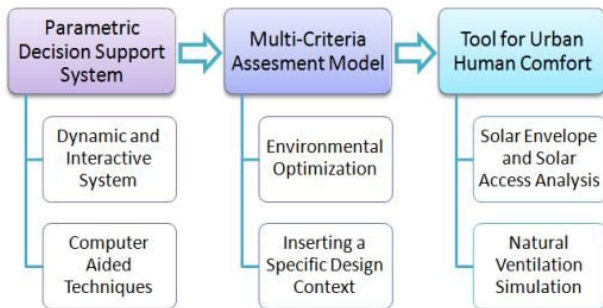 Parametric
Decision Support
System
Multi-Criteria
Assesment Model
Tool for Urban
Human Comfort
Dynamic and
Interactive
System
Environmental
Optimization
Solar Envelope
and Solar
Access Analysis
Computer
Aided
Techniques
Inserting a
Specific Design
Context
Natural
Ventilation
Simulation